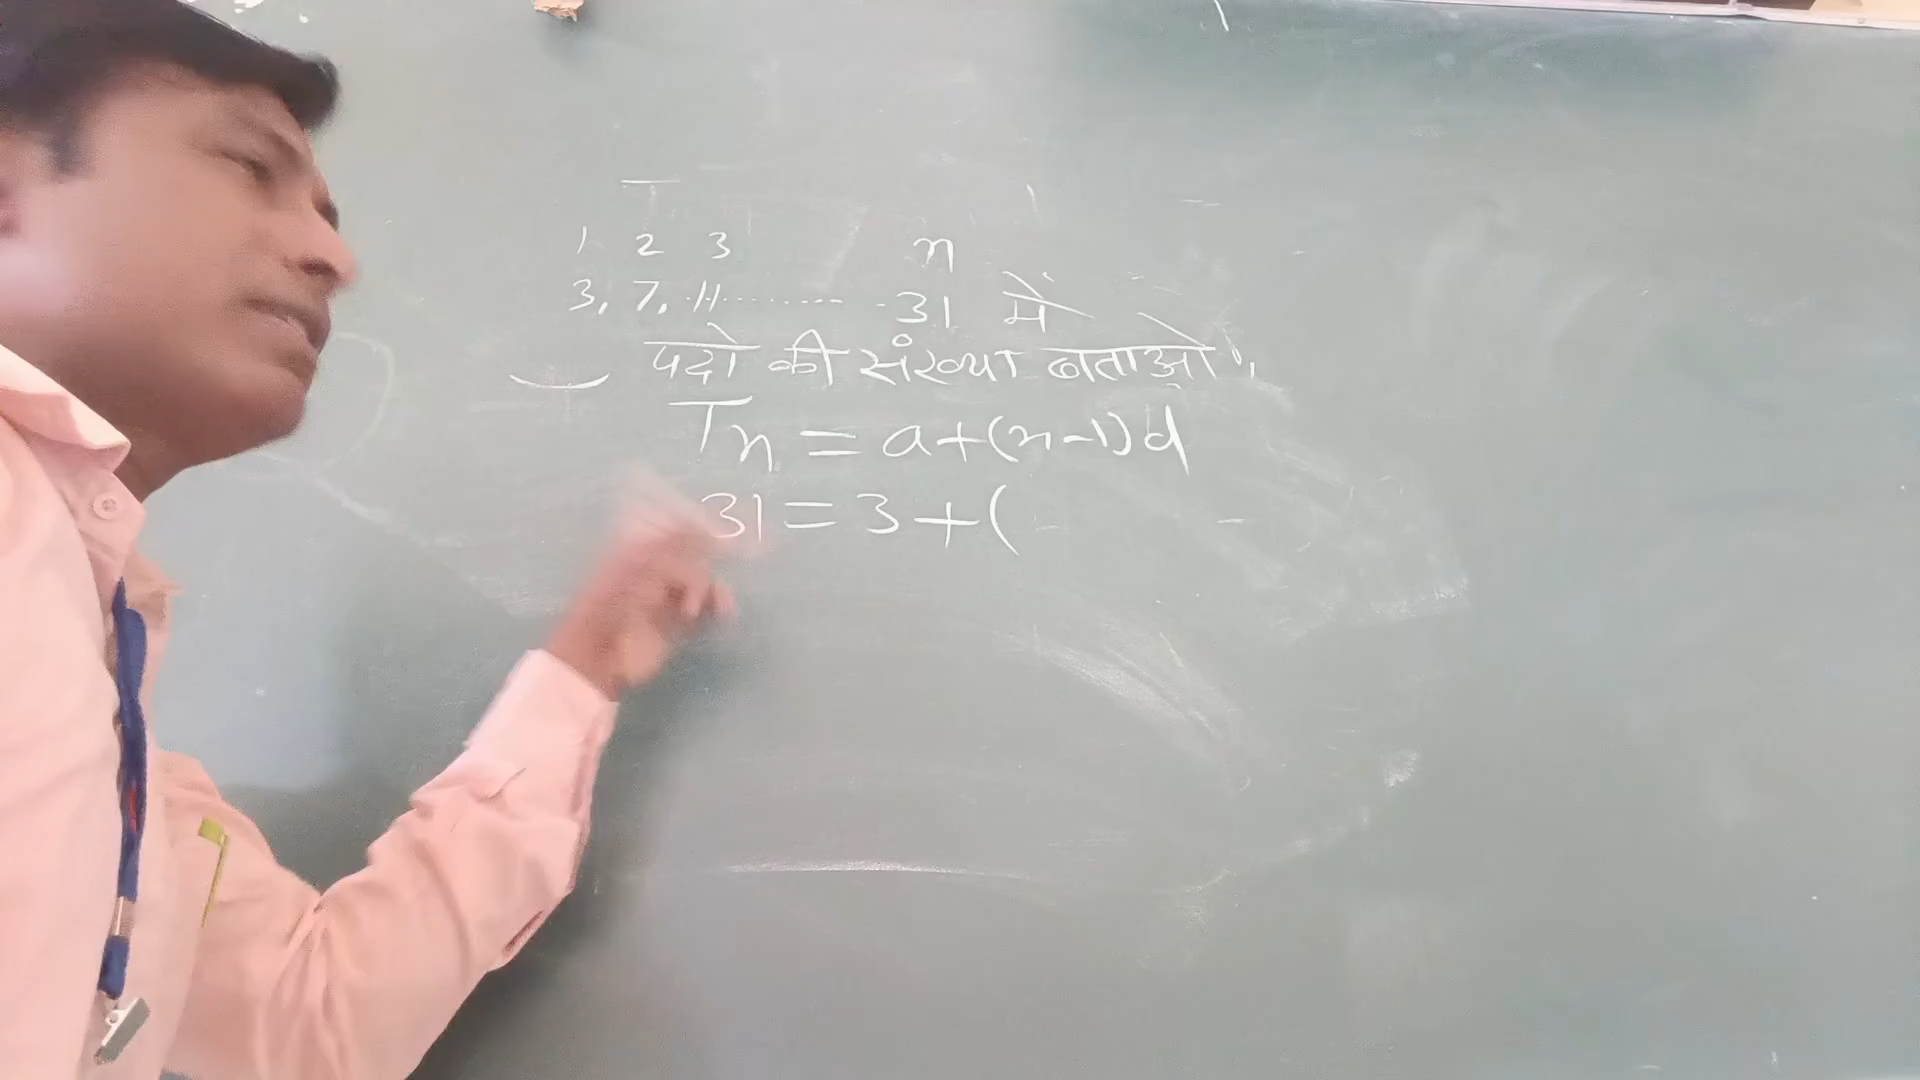 1 2 3 n
3, 7, 11 ........... 31 में
पदो की संख्या बताओ
Tn = a+(n-1)d
31 = 3 + (